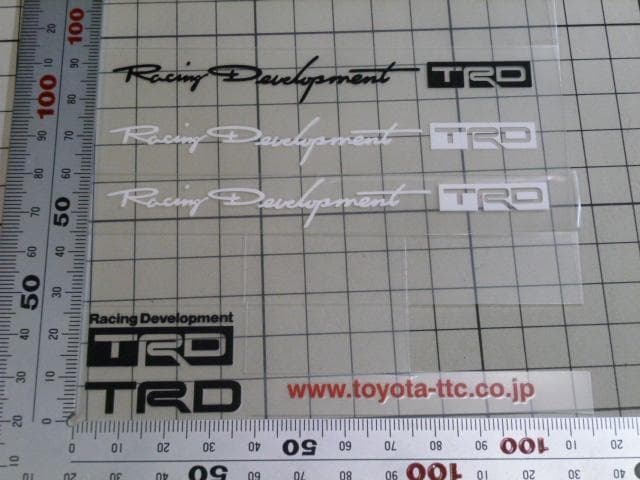 Racing Development TRD
Racing Development TRD
Racing Development TRD
Racing Development
TRD
TRD
www.toyota-ttc.co.jp